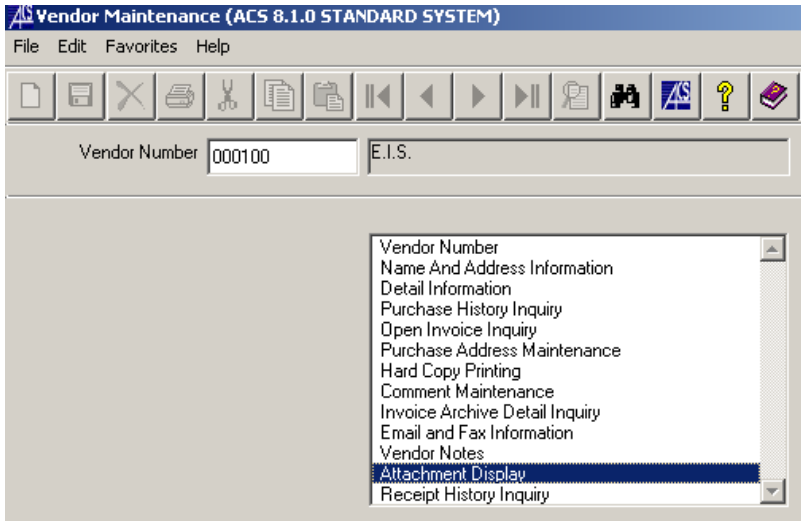 ACS Vendor Maintenance (ACS 8.1.0 STANDARD SYSTEM)
File Edit Favorites Help
ACS ?
Vendor Number 000100 E.I.S.
Vendor Number
Name And Address Information
Detail Information
Purchase History Inquiry
Open Invoice Inquiry
Purchase Address Maintenance
Hard Copy Printing
Comment Maintenance
Invoice Archive Detail Inquiry
Email and Fax Information
Vendor Notes
Attachment Display
Receipt History Inquiry